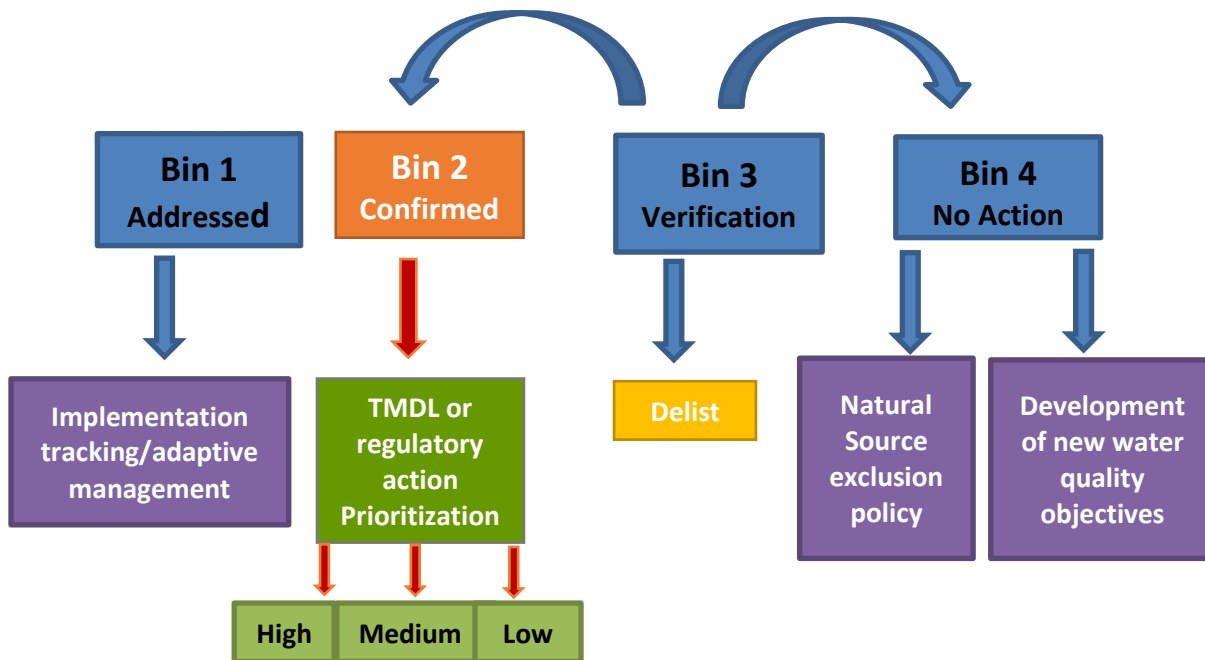 Bin 1
Addressed
Bin 2
Confirmed
Bin 3
Verification
Bin 4
No Action
Implementation
tracking/adaptive
management
TMDL or
regulatory
action
Prioritization
Delist
Natural
Source
exclusion
policy
Development
of new water
quality
objectives
High
Medium
Low